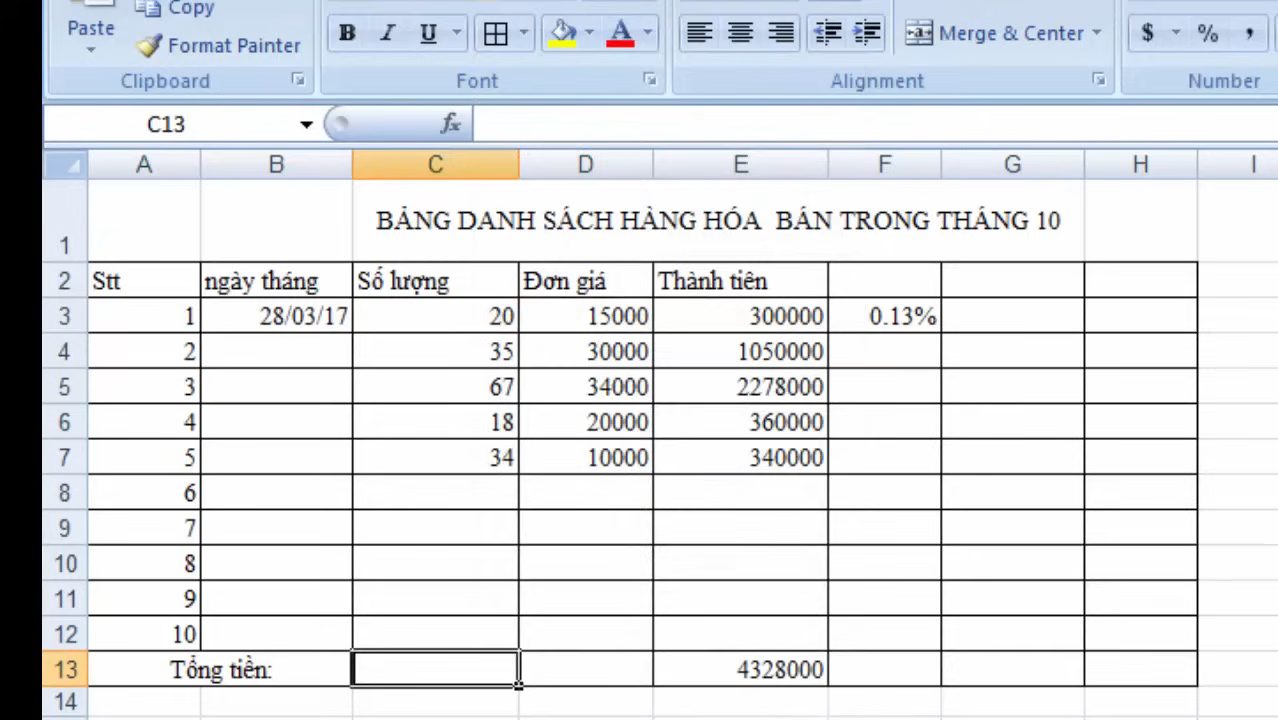 Copy
Paste
Format Painter
B I U A
Merge & Center
$ % ,
Clipboard
Font
Alignment
Number
C13 fx
A B C D E F G H I
1 BẢNG DANH SÁCH HÀNG HÓA BÁN TRONG THÁNG 10
2 Stt ngày tháng Số lượng Đơn giá Thành tiên
3 1 28/03/17 20 15000 300000 0.13%
4 2 35 30000 1050000
5 3 67 34000 2278000
6 4 18 20000 360000
7 5 34 10000 340000
8 6
9 7
10 8
11 9
12 10
13 Tổng tiền: 4328000
14